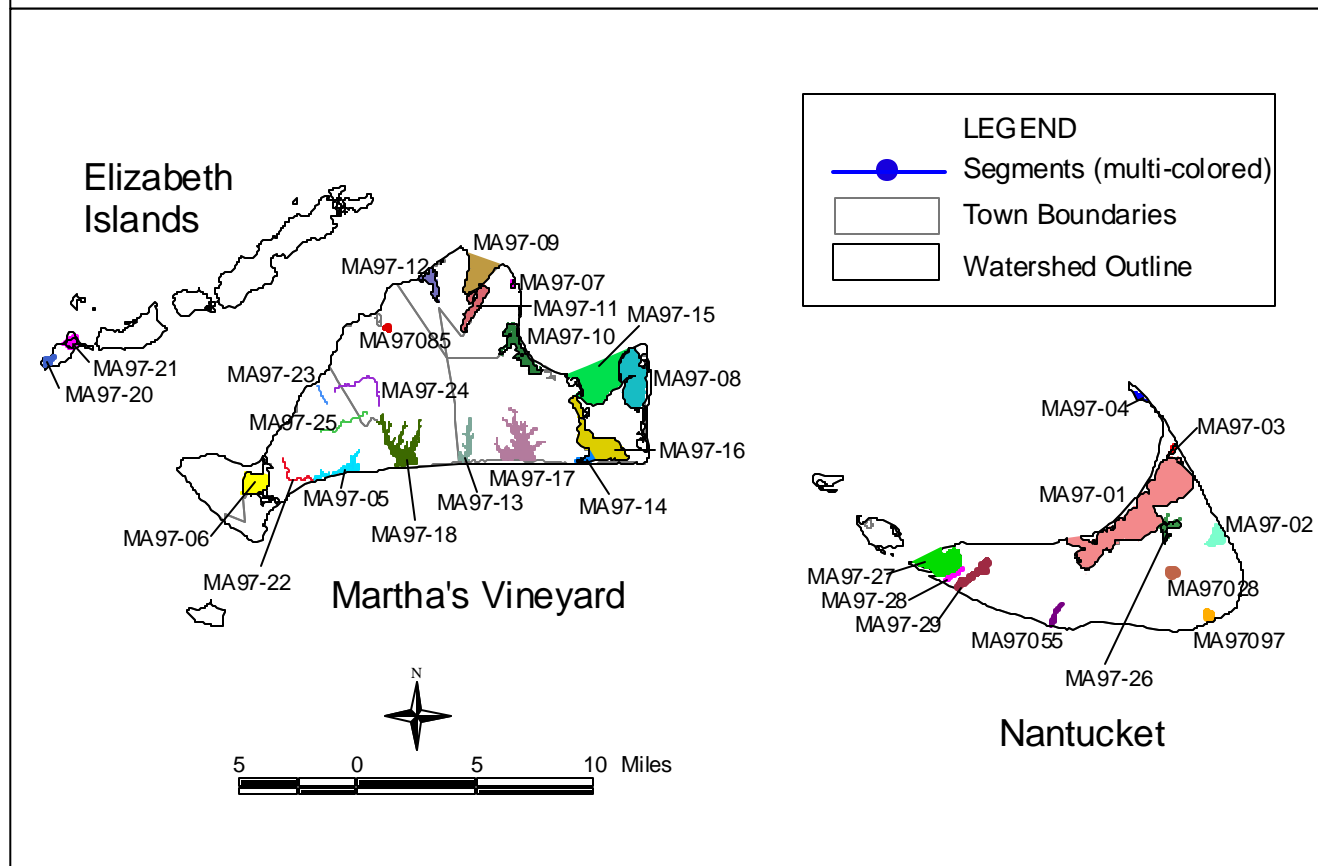 LEGEND
Segments (multi-colored)
Town Boundaries
Watershed Outline
Elizabeth
Islands
MA97-09
MA97-12
MA97-07
MA97-11
MA97-15
MA97-10
MA97085
MA97-21
MA97-20
MA97-23
MA97-24
MA97-08
MA97-25
MA97-16
MA97-05
MA97-17
MA97-13
MA97-14
MA97-18
MA97-06
MA97-22
Martha's Vineyard
MA97-04
MA97-03
MA97-01
MA97-02
MA97-27
MA97028
MA97-28
MA97-29
MA97055
MA97097
MA97-26
Nantucket
N
5 0 5 10 Miles